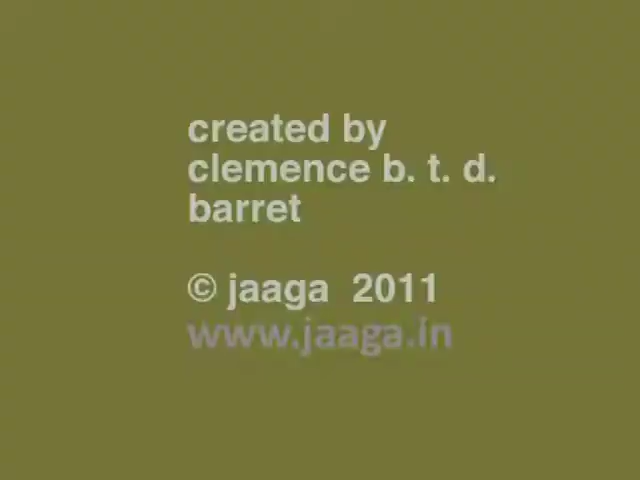 created by
clemence b. t. d.
barret
© jaaga 2011
www.jaaga.in